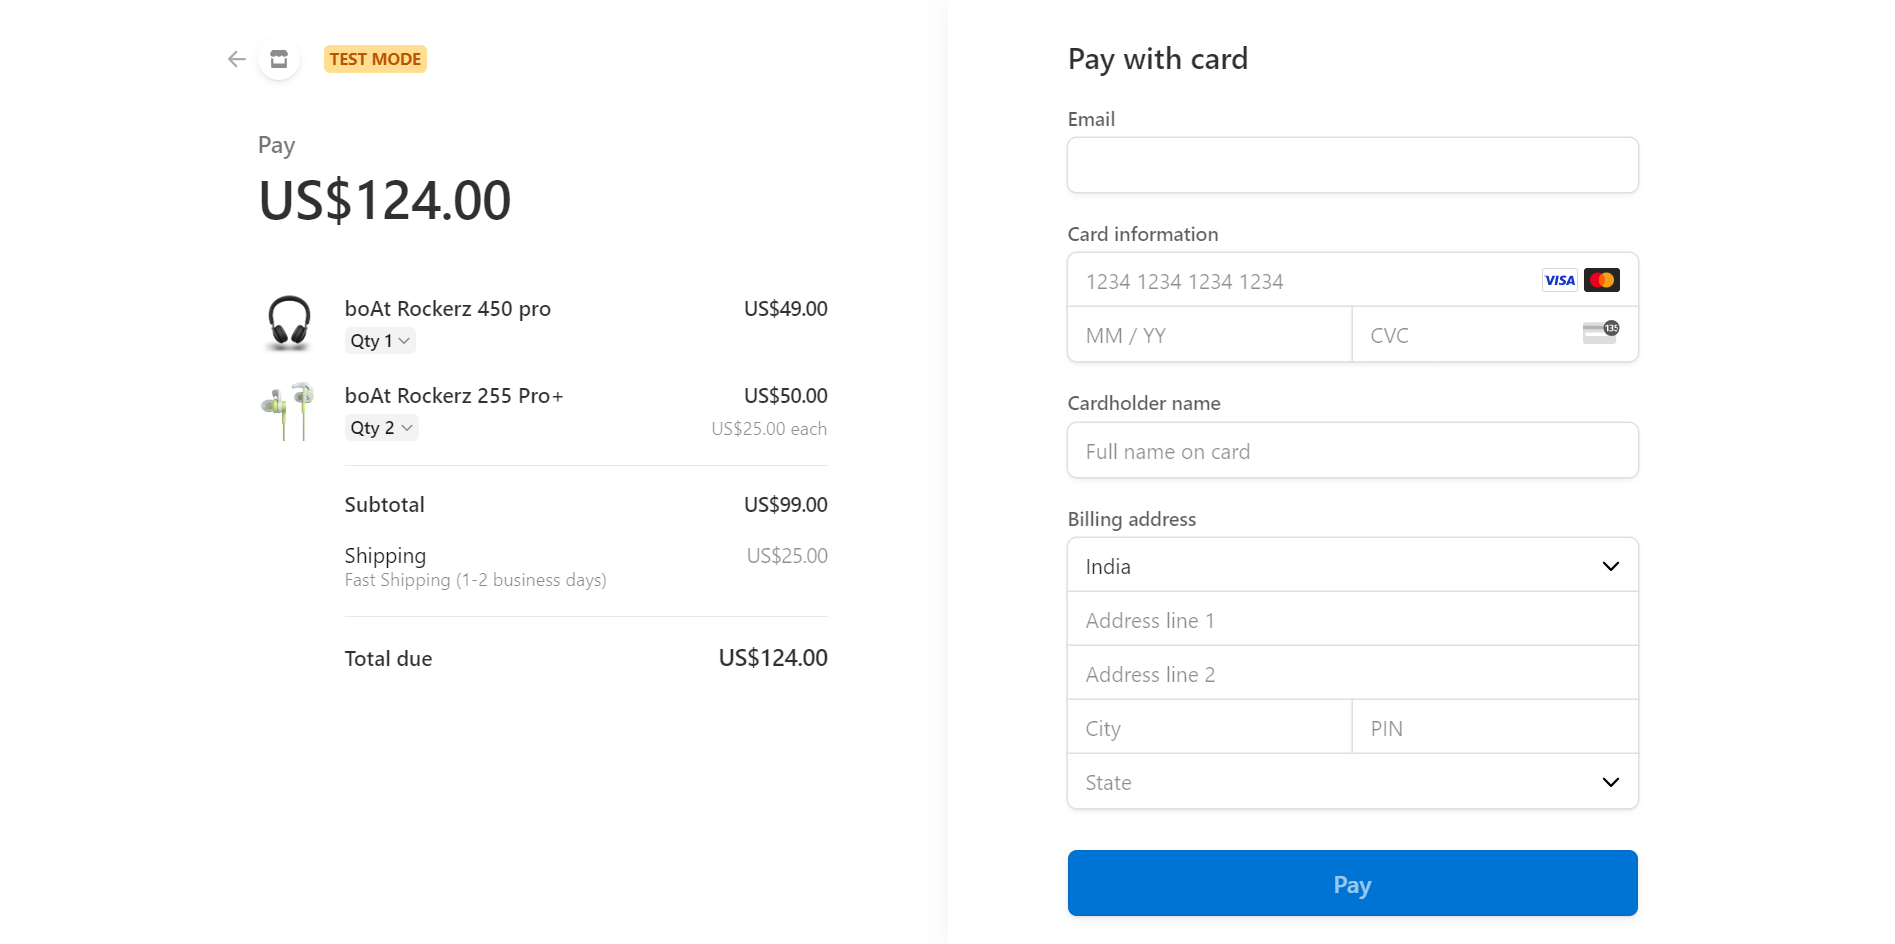 TEST MODE
Pay
US$124.00
boAt Rockerz 450 pro US$49.00
Qty 1
boAt Rockerz 255 Pro+ US$50.00
Qty 2 US$25.00 each
Subtotal US$99.00
Shipping US$25.00
Fast Shipping (1-2 business days)
Total due US$124.00
Pay with card
Email
Card information
1234 1234 1234 1234 VISA
MM / YY CVC 135
Cardholder name
Full name on card
Billing address
India
Address line 1
Address line 2
City PIN
State
Pay